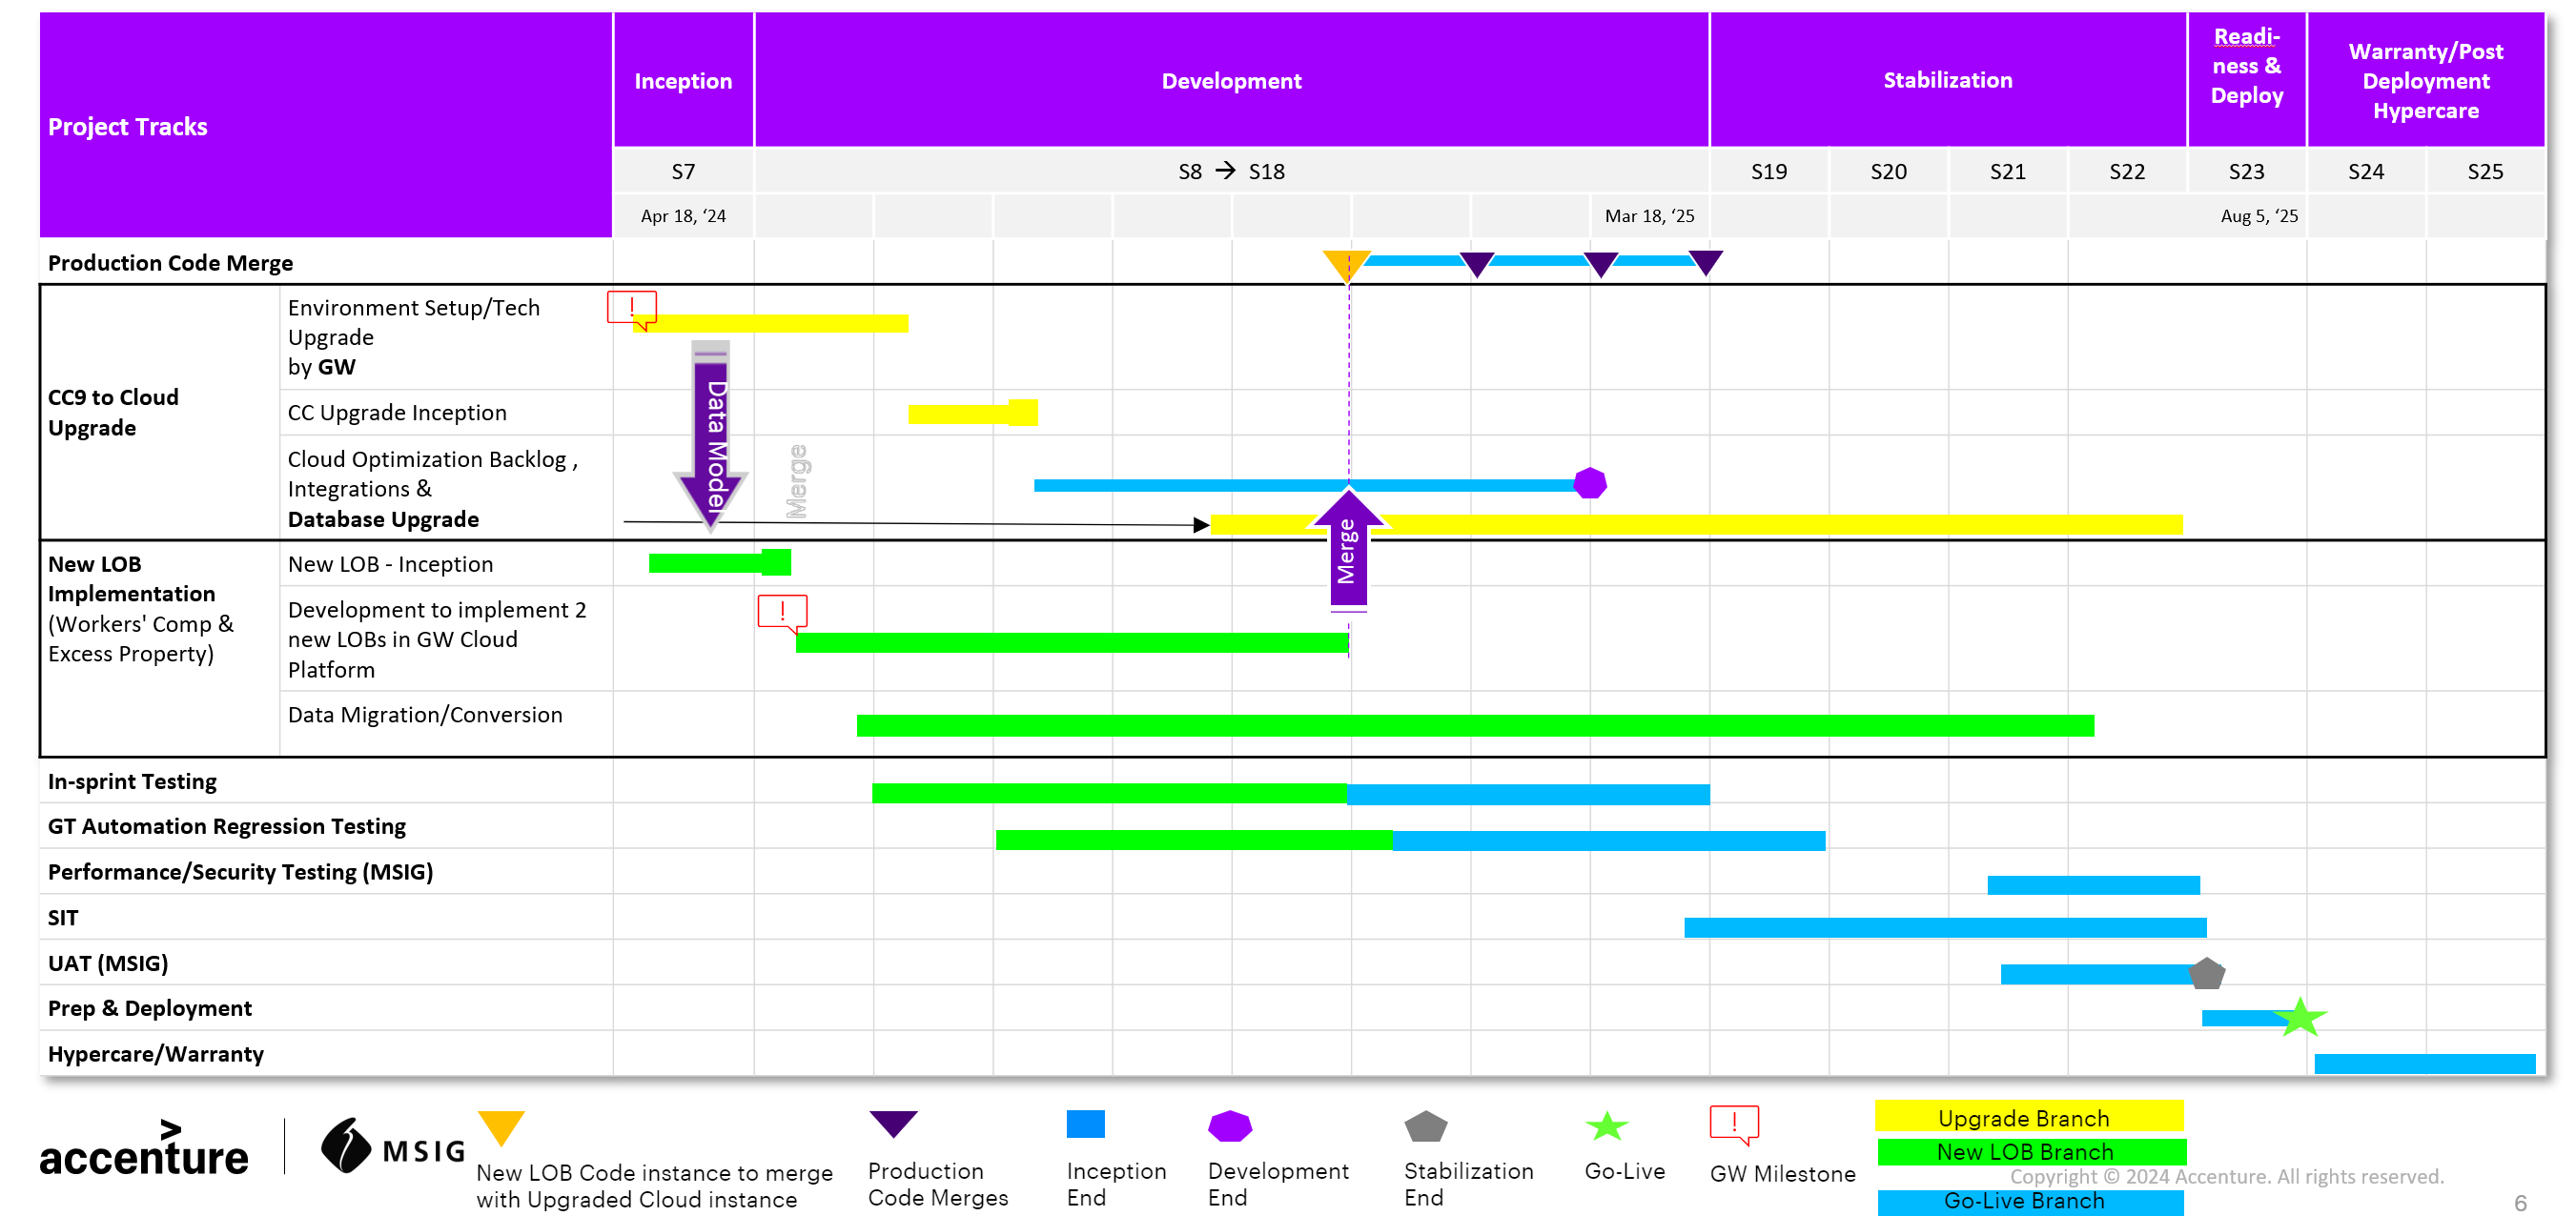 Project Tracks
Inception
Development
Stabilization
Readi-
ness &
Deploy
Warranty/Post
Deployment
Hypercare
S7
S8 → S18
S19
S20
S21
S22
S23
S24
S25
Apr 18, ‘24
Mar 18, ‘25
Aug 5, ‘25
Production Code Merge
CC9 to Cloud
Upgrade
Environment Setup/Tech
Upgrade
by GW
!
CC Upgrade Inception
Cloud Optimization Backlog ,
Integrations &
Database Upgrade
Data Model
Merge
Merge
New LOB
Implementation
(Workers' Comp &
Excess Property)
New LOB - Inception
Development to implement 2
new LOBs in GW Cloud
Platform
!
Data Migration/Conversion
In-sprint Testing
GT Automation Regression Testing
Performance/Security Testing (MSIG)
SIT
UAT (MSIG)
Prep & Deployment
Hypercare/Warranty
accenture
MSIG
New LOB Code instance to merge
with Upgraded Cloud instance
Production
Code Merges
Inception
End
Development
End
Stabilization
End
Go-Live
!
GW Milestone
Upgrade Branch
New LOB Branch
Go-Live Branch
Copyright © 2024 Accenture. All rights reserved.
6